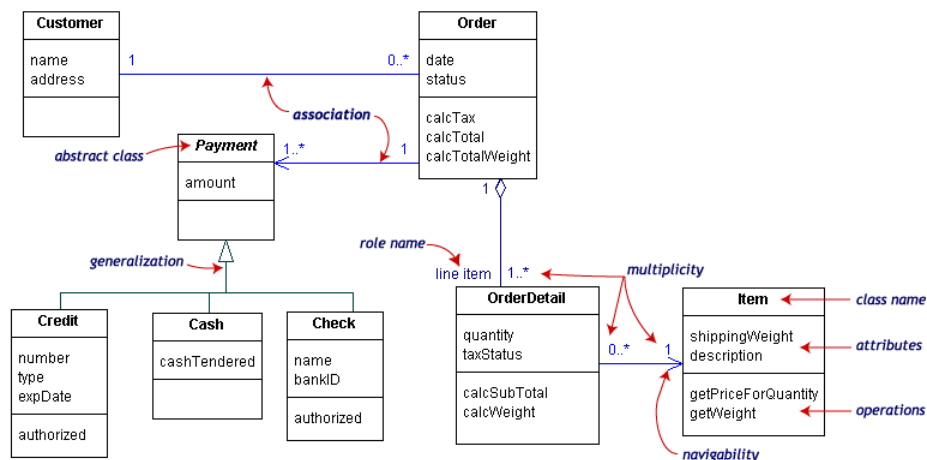 Customer
name
address
1
0..*
Order
date
status
calcTax
calcTotal
calcTotalWeight
association
abstract class
Payment
amount
1..*
1
1
generalization
role name
line item
1..*
multiplicity
Credit
number
type
expDate
authorized
Cash
cashTendered
Check
name
bankID
authorized
OrderDetail
quantity
taxStatus
calcSubTotal
calcWeight
0..*
1
Item
shippingWeight
description
getPriceForQuantity
getWeight
class name
attributes
operations
navigability